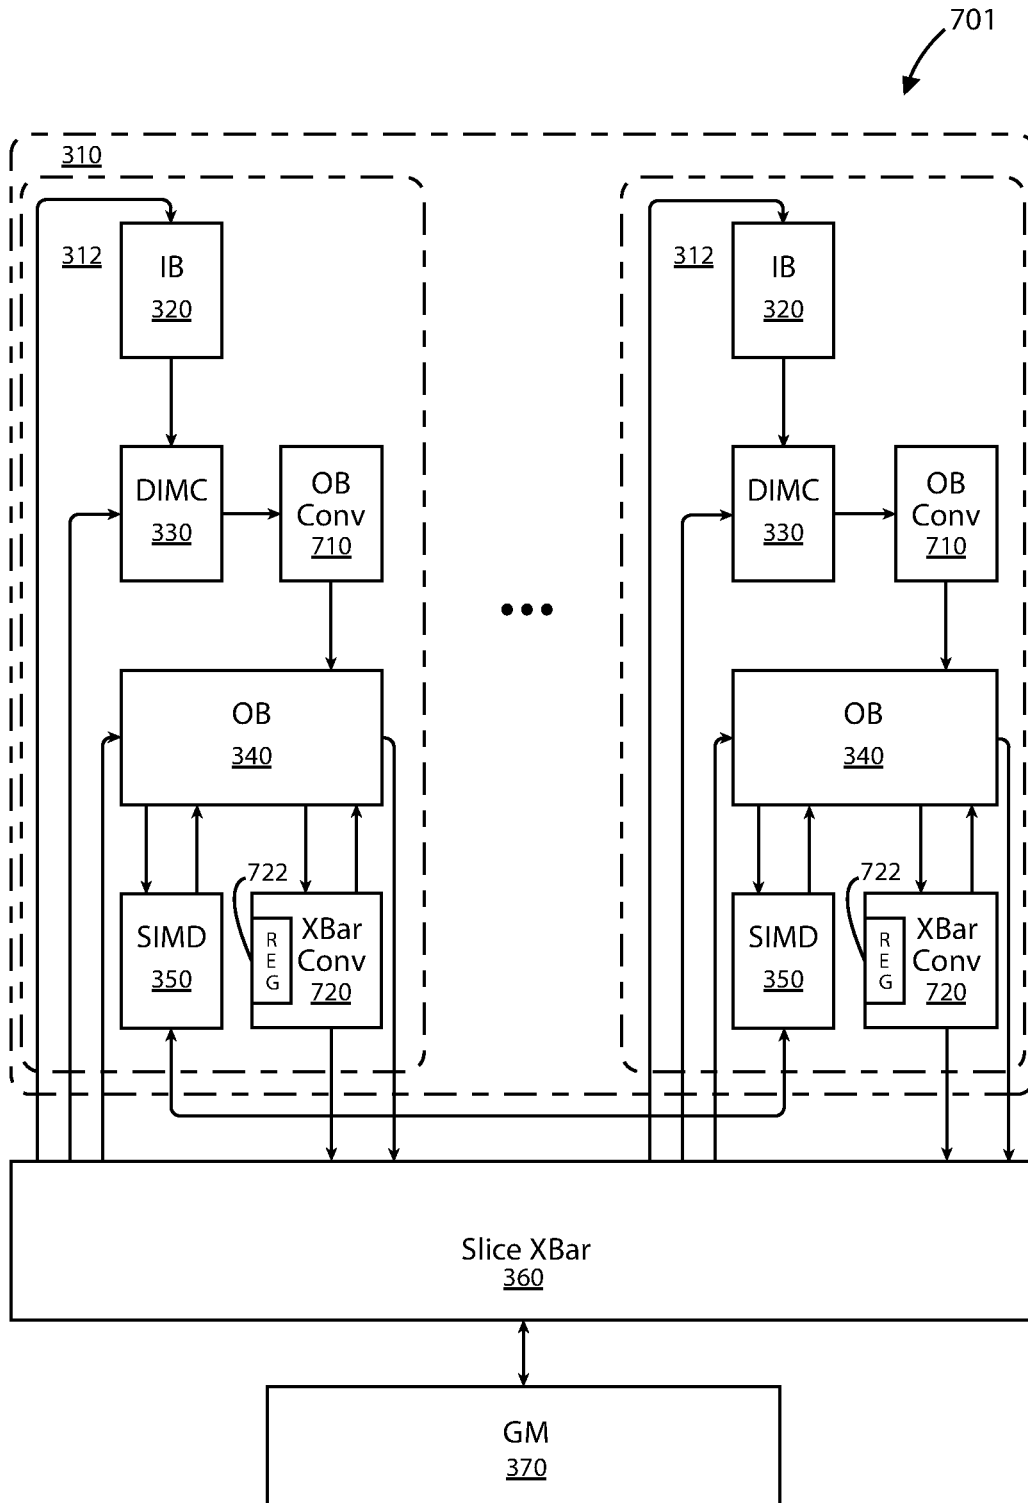 701
310
312
IB
320
DIMC
330
OB
Conv
710
OB
340
722
SIMD
350
REG
XBar
Conv
720
312
IB
320
DIMC
330
OB
Conv
710
OB
340
722
SIMD
350
REG
XBar
Conv
720
Slice XBar
360
GM
370